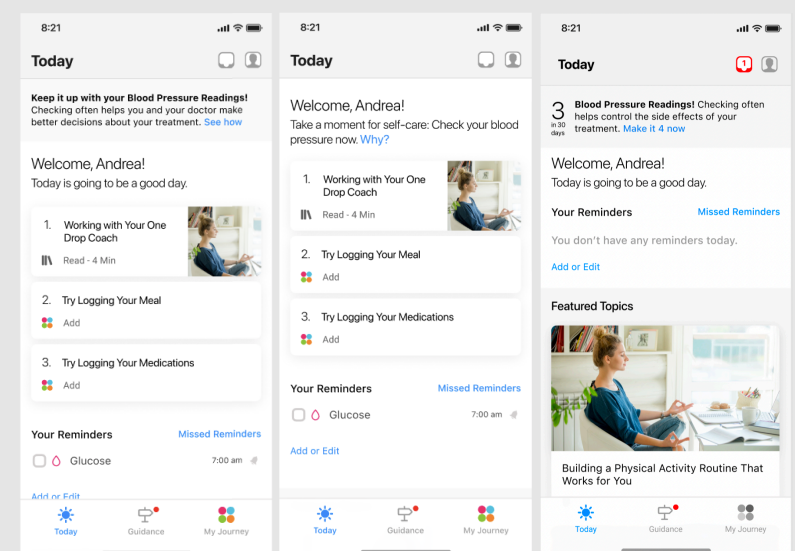 8:21
Today
Keep it up with your Blood Pressure Readings!
Checking often helps you and your doctor make
better decisions about your treatment. See how
Welcome, Andrea!
Today is going to be a good day.
1. Working with Your One
Drop Coach
Read - 4 Min
2. Try Logging Your Meal
Add
3. Try Logging Your Medications
Add
Your Reminders Missed Reminders
Glucose 7:00 am
Add or Edit
Today Guidance My Journey
8:21
Today
Welcome, Andrea!
Take a moment for self-care: Check your blood
pressure now. Why?
1. Working with Your One
Drop Coach
Read - 4 Min
2. Try Logging Your Meal
Add
3. Try Logging Your Medications
Add
Your Reminders Missed Reminders
Glucose 7:00 am
Add or Edit
Today Guidance My Journey
8:21
Today 1
3
in 30
days
Blood Pressure Readings! Checking often
helps control the side effects of your
treatment. Make it 4 now
Welcome, Andrea!
Today is going to be a good day.
Your Reminders Missed Reminders
You don't have any reminders today.
Add or Edit
Featured Topics
Building a Physical Activity Routine That
Works for You
Today Guidance My Journey